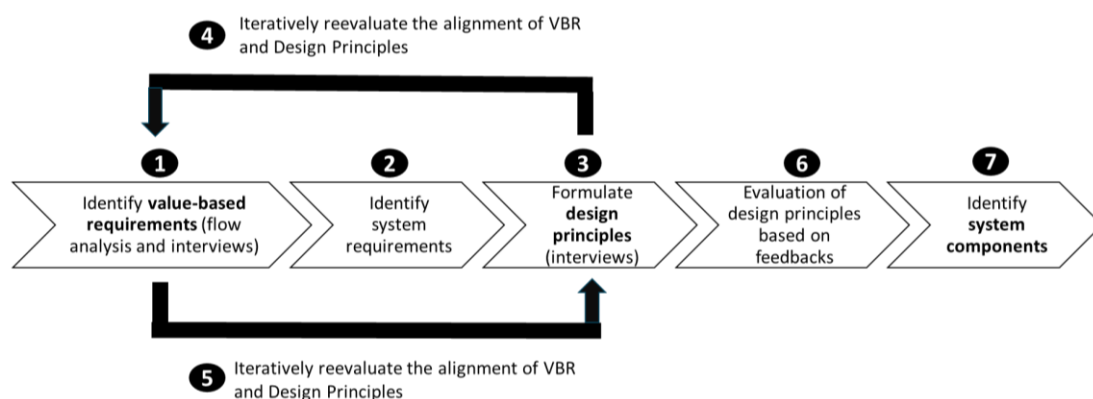 4
Iteratively reevaluate the alignment of VBR
and Design Principles
1
Identify value-based
requirements (flow
analysis and interviews)
2
Identify
system
requirements
3
Formulate
design
principles
(interviews)
6
Evaluation of
design principles
based on
feedbacks
7
Identify
system
components
5
Iteratively reevaluate the alignment of VBR
and Design Principles